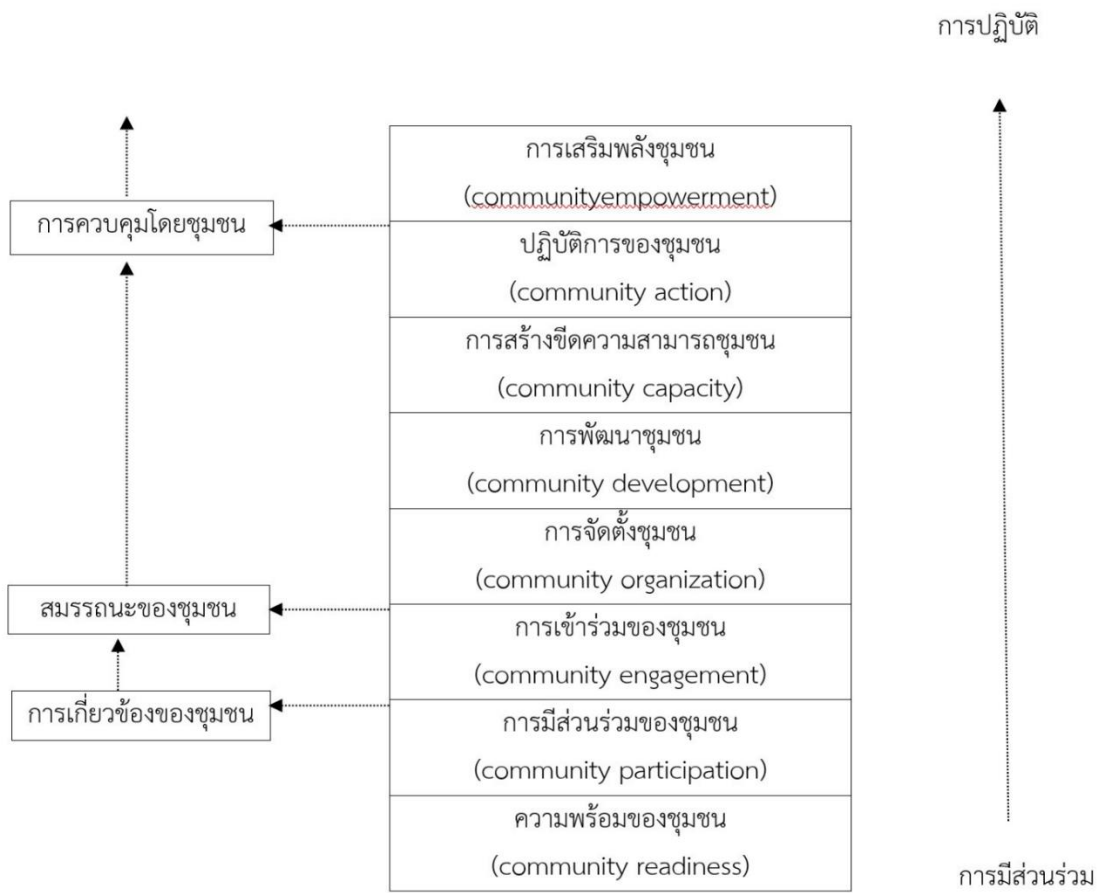 การปฏิบัติ
การเสริมพลังชุมชน
(communityempowerment)
การควบคุมโดยชุมชน
ปฏิบัติการของชุมชน
(community action)
การสร้างขีดความสามารถชุมชน
(community capacity)
การพัฒนาชุมชน
(community development)
การจัดตั้งชุมชน
(community organization)
สมรรถนะของชุมชน
การเข้าร่วมของชุมชน
(community engagement)
การเกี่ยวข้องของชุมชน
การมีส่วนร่วมของชุมชน
(community participation)
ความพร้อมของชุมชน
(community readiness)
การมีส่วนร่วม